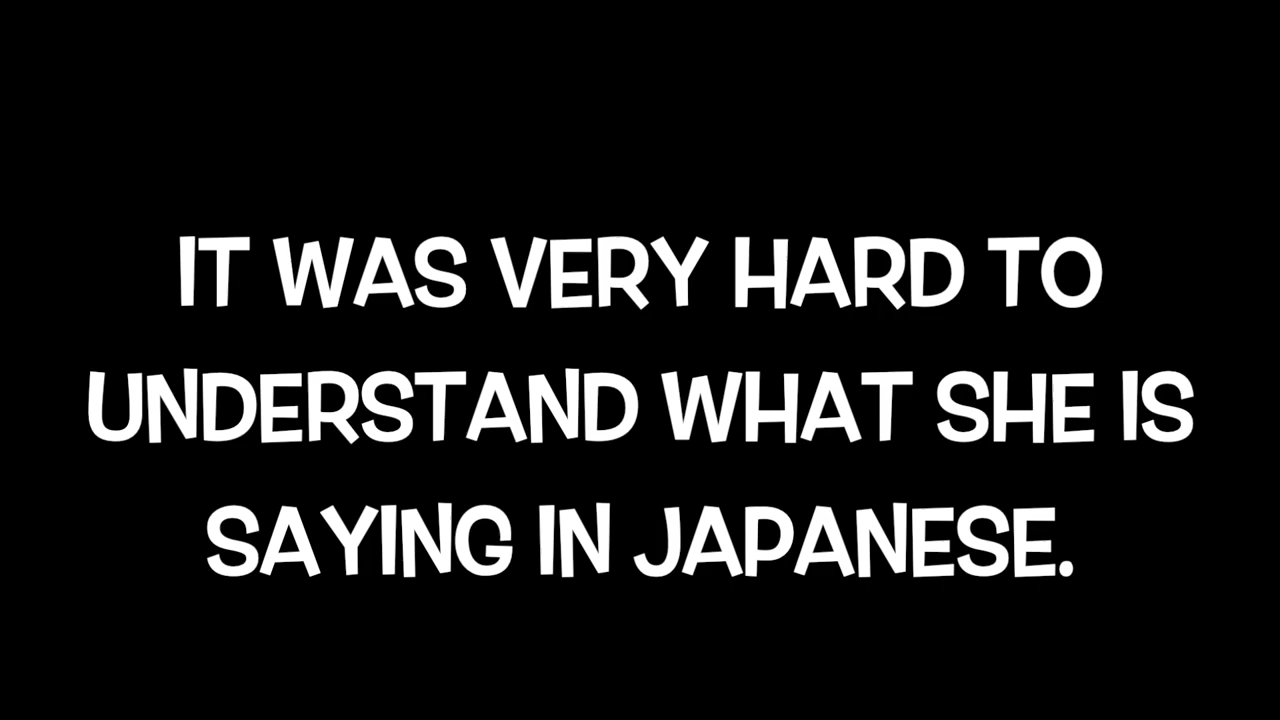 IT WAS VERY HARD TO
UNDERSTAND WHAT SHE IS
SAYING IN JAPANESE.